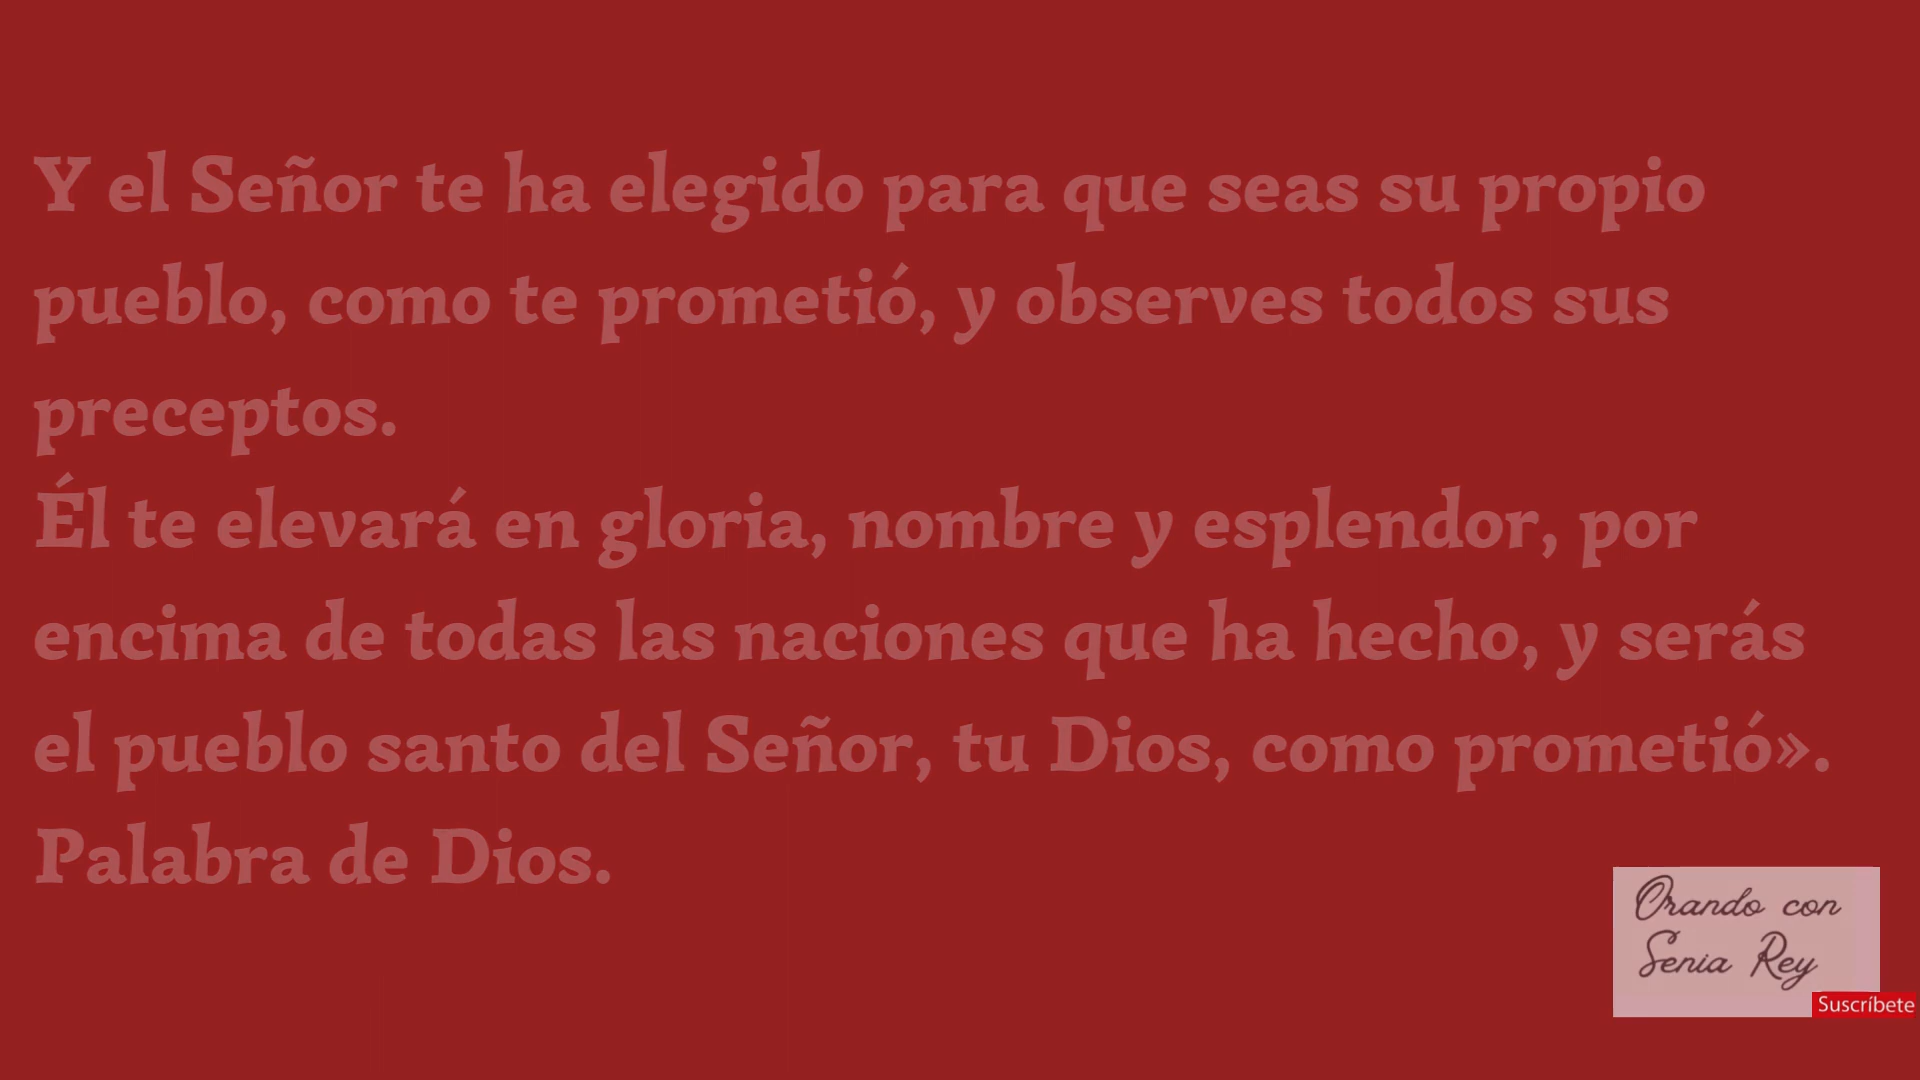 Y el Señor te ha elegido para que seas su propio
pueblo, como te prometió, y observes todos sus
preceptos.
Él te elevará en gloria, nombre y esplendor, por
encima de todas las naciones que ha hecho, y serás
el pueblo santo del Señor, tu Dios, como prometió».
Palabra de Dios.
Orando con
Senia Rey
Suscríbete